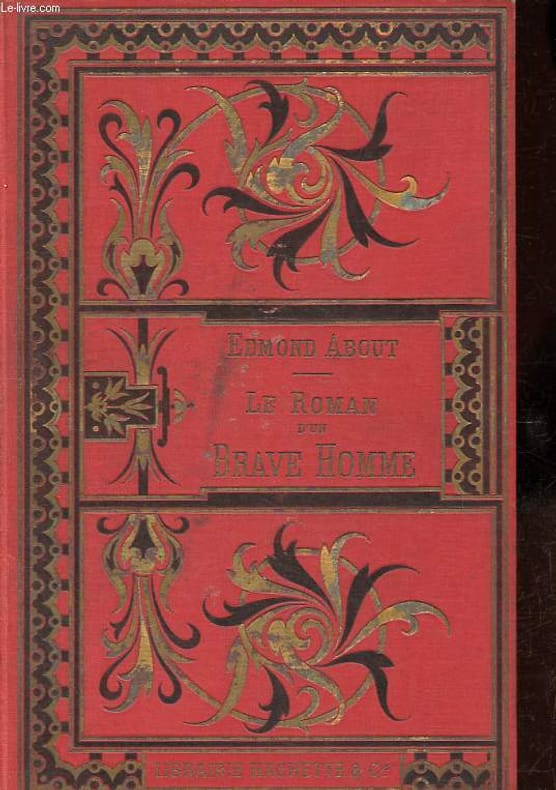 Le-livre.com
EDMOND ABOUT
LE ROMAN
D'UN
BRAVE HOMME
LIBRAIRIE HACHETTE & Cie